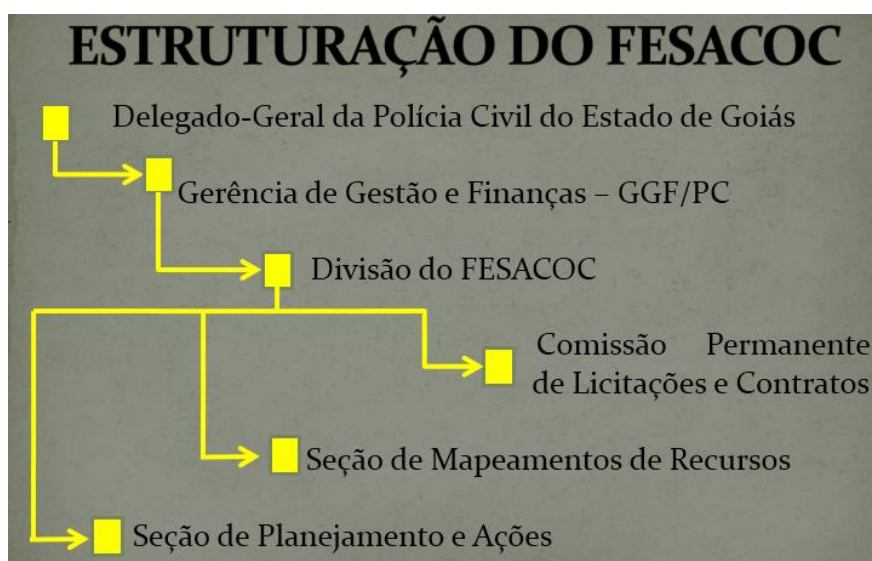 ESTRUTURAÇÃO DO FESACOC
Delegado-Geral da Polícia Civil do Estado de Goiás
Gerência de Gestão e Finanças – GGF/PC
Divisão do FESACOC
Comissão Permanente
de Licitações e Contratos
Seção de Mapeamentos de Recursos
Seção de Planejamento e Ações